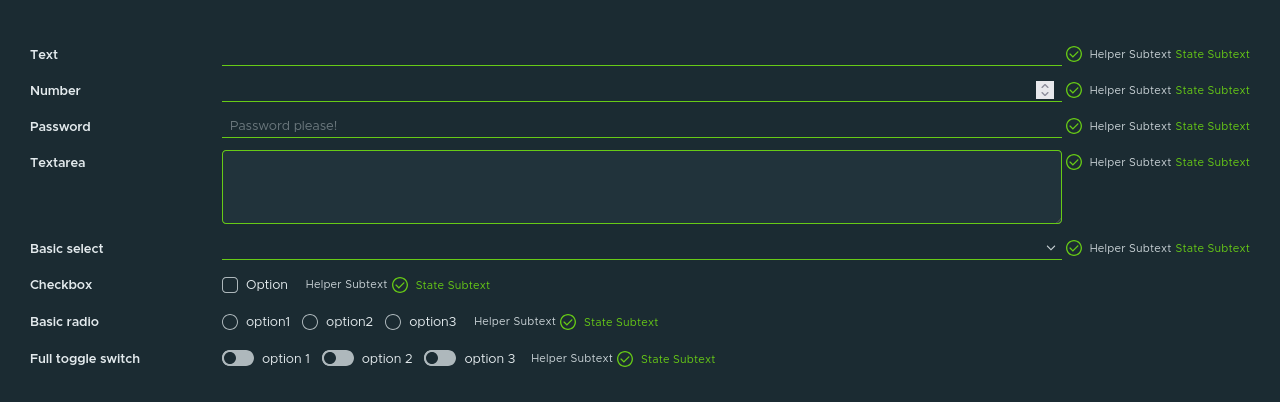 Text Helper Subtext State Subtext
Number Helper Subtext State Subtext
Password Password please! Helper Subtext State Subtext
Textarea Helper Subtext State Subtext
Basic select Helper Subtext State Subtext
Checkbox Option Helper Subtext State Subtext
Basic radio option1 option2 option3 Helper Subtext State Subtext
Full toggle switch option 1 option 2 option 3 Helper Subtext State Subtext